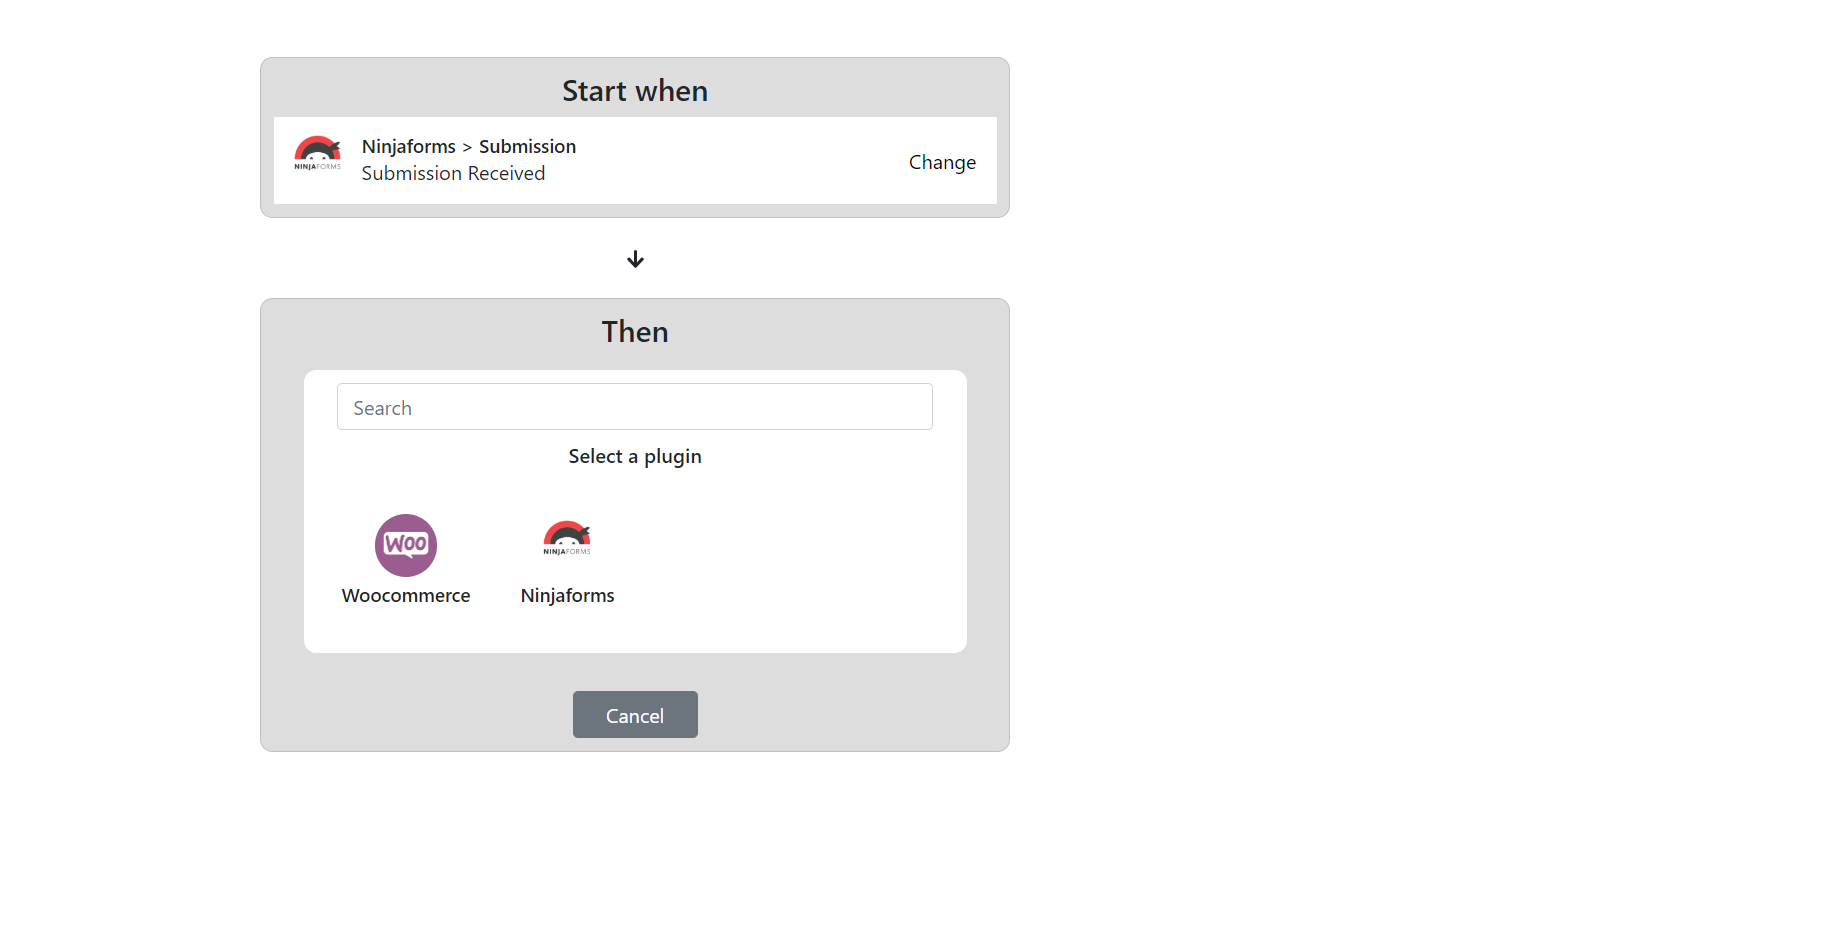 Start when
NINJAFORMS
Ninjaforms > Submission
Submission Received
Change
Then
Search
Select a plugin
Woo
Woocommerce
NINJAFORMS
Ninjaforms
Cancel